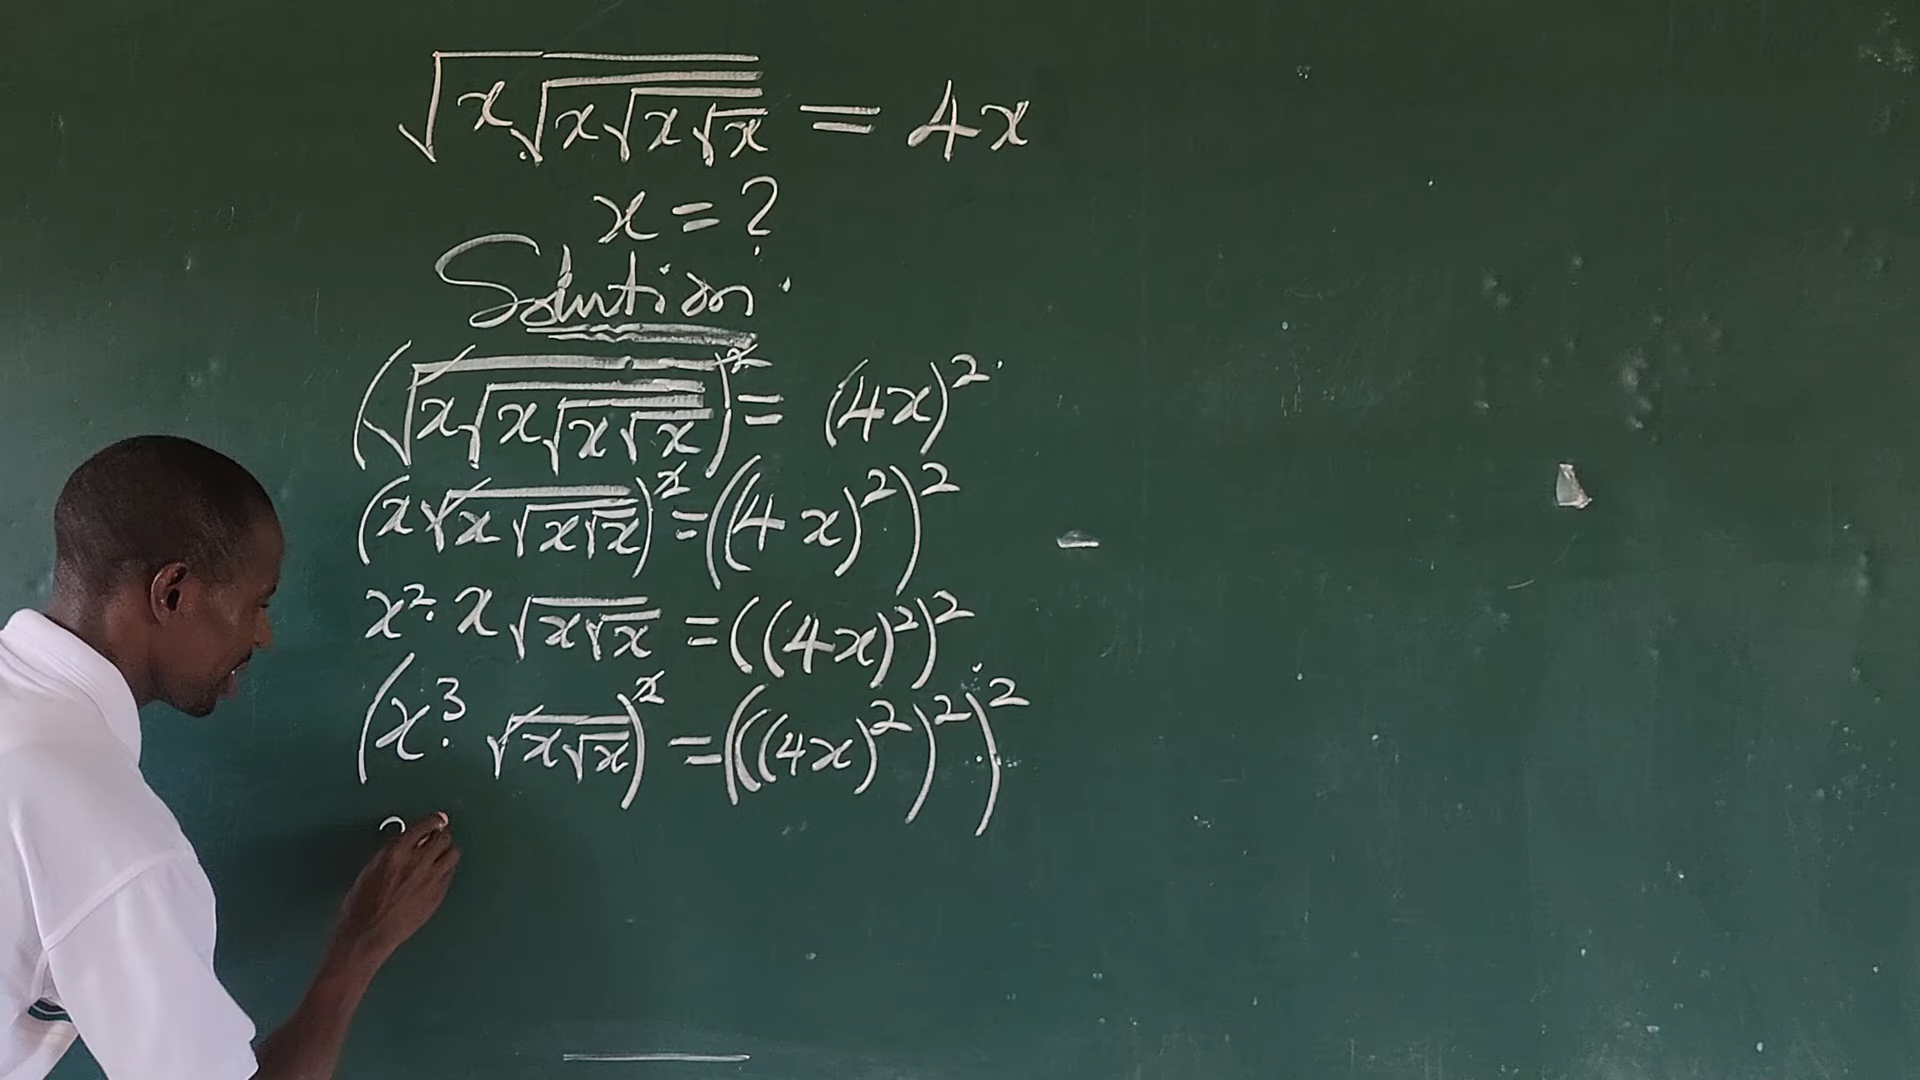 √(x√(x√(x√x))) = 4x
x = ?
Solution
(√(x√(x√(x√x))))² = (4x)²
(x√(x√(x√x)))² = ((4x)²)²
x² · x√(x√x) = ((4x)²)²
(x³ · √(x√x))² = (((4x)²)²)²